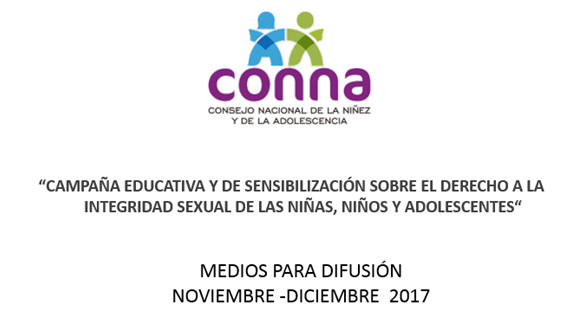 conna
CONSEJO NACIONAL DE LA NIÑEZ
Y DE LA ADOLESCENCIA
“CAMPAÑA EDUCATIVA Y DE SENSIBILIZACIÓN SOBRE EL DERECHO A LA
INTEGRIDAD SEXUAL DE LAS NIÑAS, NIÑOS Y ADOLESCENTES“
MEDIOS PARA DIFUSIÓN
NOVIEMBRE -DICIEMBRE 2017